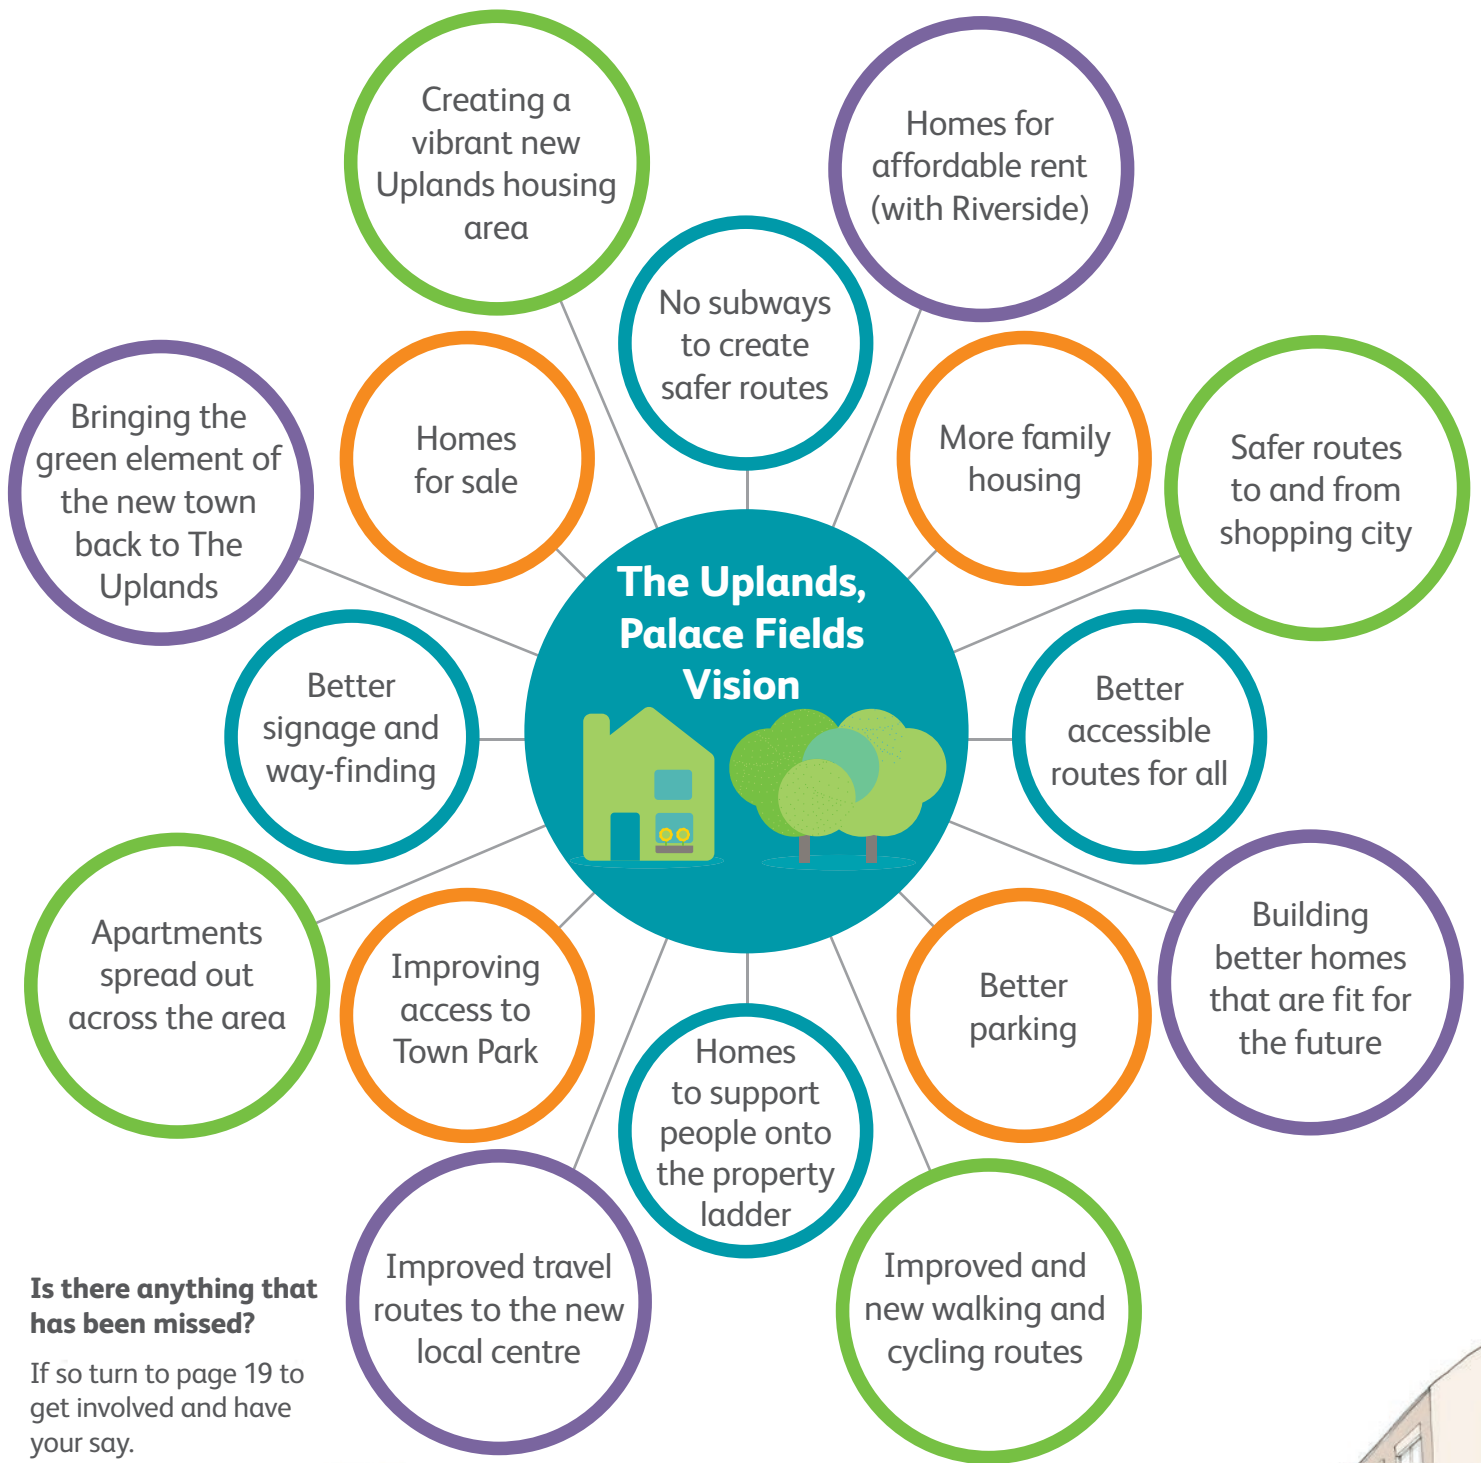 Creating a
vibrant new
Uplands housing
area
Homes for
affordable rent
(with Riverside)
No subways
to create
safer routes
Bringing the
green element of
the new town
back to The
Uplands
Homes
for sale
More family
housing
Safer routes
to and from
shopping city
The Uplands,
Palace Fields
Vision
Better
signage and
way-finding
Better
accessible
routes for all
Apartments
spread out
across the area
Improving
access to
Town Park
Better
parking
Building
better homes
that are fit for
the future
Homes
to support
people onto
the property
ladder
Improved travel
routes to the new
local centre
Improved and
new walking and
cycling routes
Is there anything that
has been missed?
If so turn to page 19 to
get involved and have
your say.